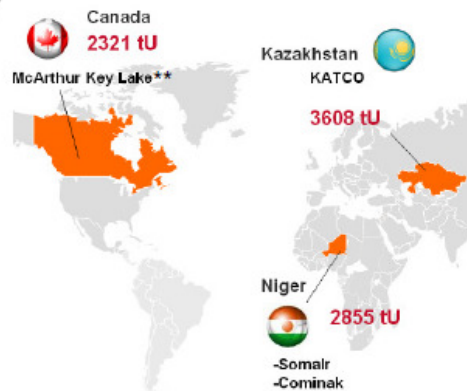 Canada
2321 tU
McArthur Key Lake**
Kazakhstan
KATCO
3608 tU
Niger
2855 tU
-Somair
-Cominak